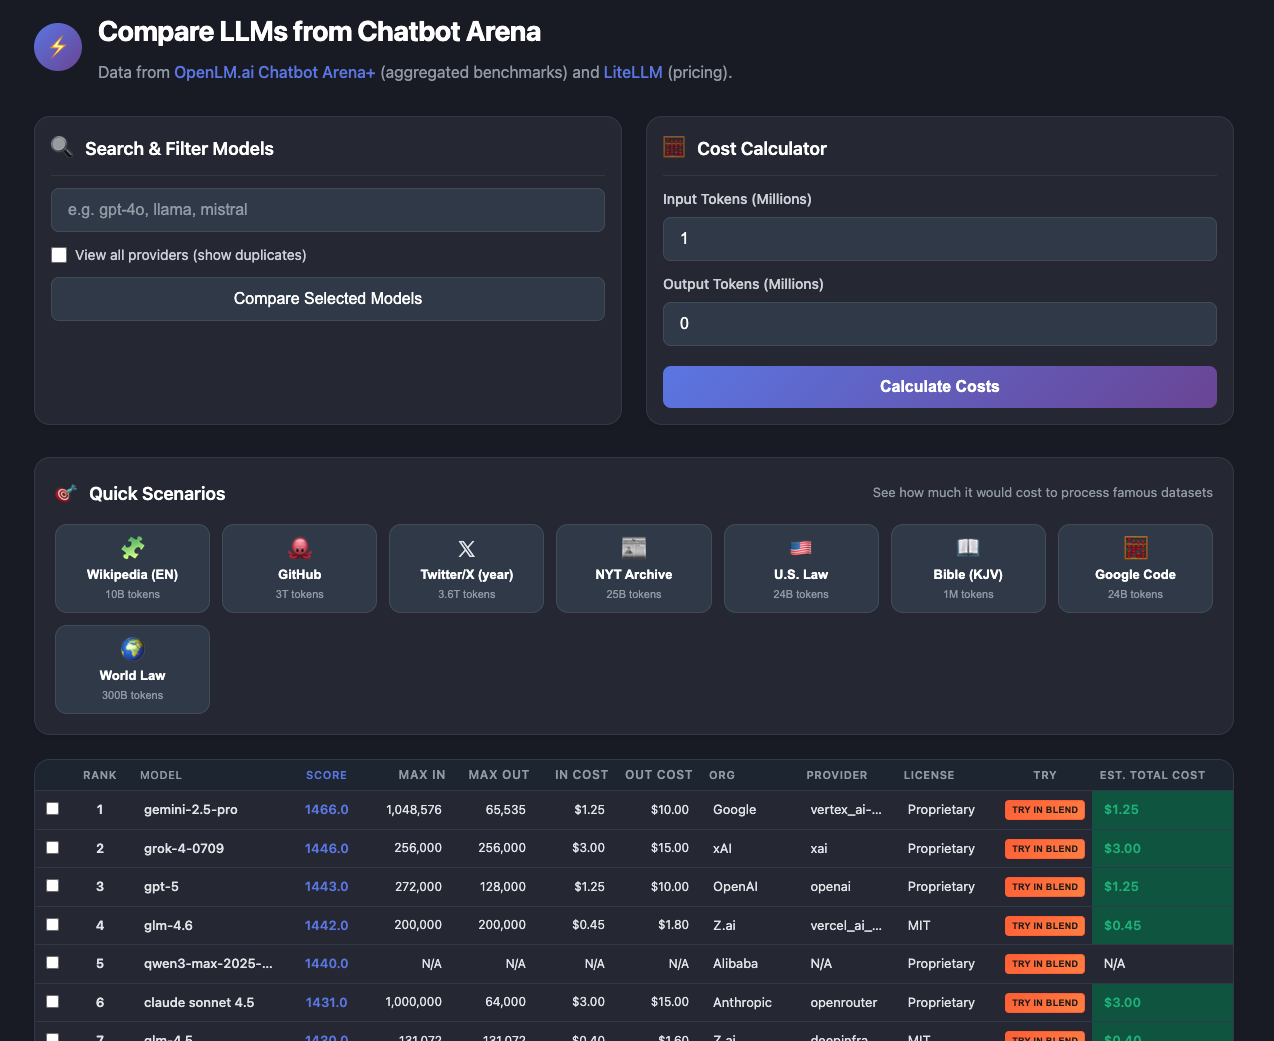 Compare LLMs from Chatbot Arena
Data from OpenLM.ai Chatbot Arena+ (aggregated benchmarks) and LiteLLM (pricing).
Search & Filter Models
e.g. gpt-4o, llama, mistral
View all providers (show duplicates)
Compare Selected Models
Cost Calculator
Input Tokens (Millions)
1
Output Tokens (Millions)
0
Calculate Costs
Quick Scenarios
See how much it would cost to process famous datasets
Wikipedia (EN)
10B tokens
GitHub
3T tokens
Twitter/X (year)
3.6T tokens
NYT Archive
25B tokens
U.S. Law
24B tokens
Bible (KJV)
1M tokens
Google Code
24B tokens
World Law
300B tokens
RANK MODEL SCORE MAX IN MAX OUT IN COST OUT COST ORG PROVIDER LICENSE TRY EST. TOTAL COST
1 gemini-2.5-pro 1466.0 1,048,576 65,535 $1.25 $10.00 Google vertex_ai-... Proprietary TRY IN BLEND $1.25
2 grok-4-0709 1446.0 256,000 256,000 $3.00 $15.00 xAI xai Proprietary TRY IN BLEND $3.00
3 gpt-5 1443.0 272,000 128,000 $1.25 $10.00 OpenAI openai Proprietary TRY IN BLEND $1.25
4 glm-4.6 1442.0 200,000 200,000 $0.45 $1.80 Z.ai vercel_ai_... MIT TRY IN BLEND $0.45
5 qwen3-max-2025-... 1440.0 N/A N/A N/A N/A Alibaba N/A Proprietary TRY IN BLEND N/A
6 claude sonnet 4.5 1431.0 1,000,000 64,000 $3.00 $15.00 Anthropic openrouter Proprietary TRY IN BLEND $3.00
7 glm-4.5 1430.0 131,072 131,072 $0.40 $1.60 Z.ai deepinfra MIT TRY IN BLEND $0.40